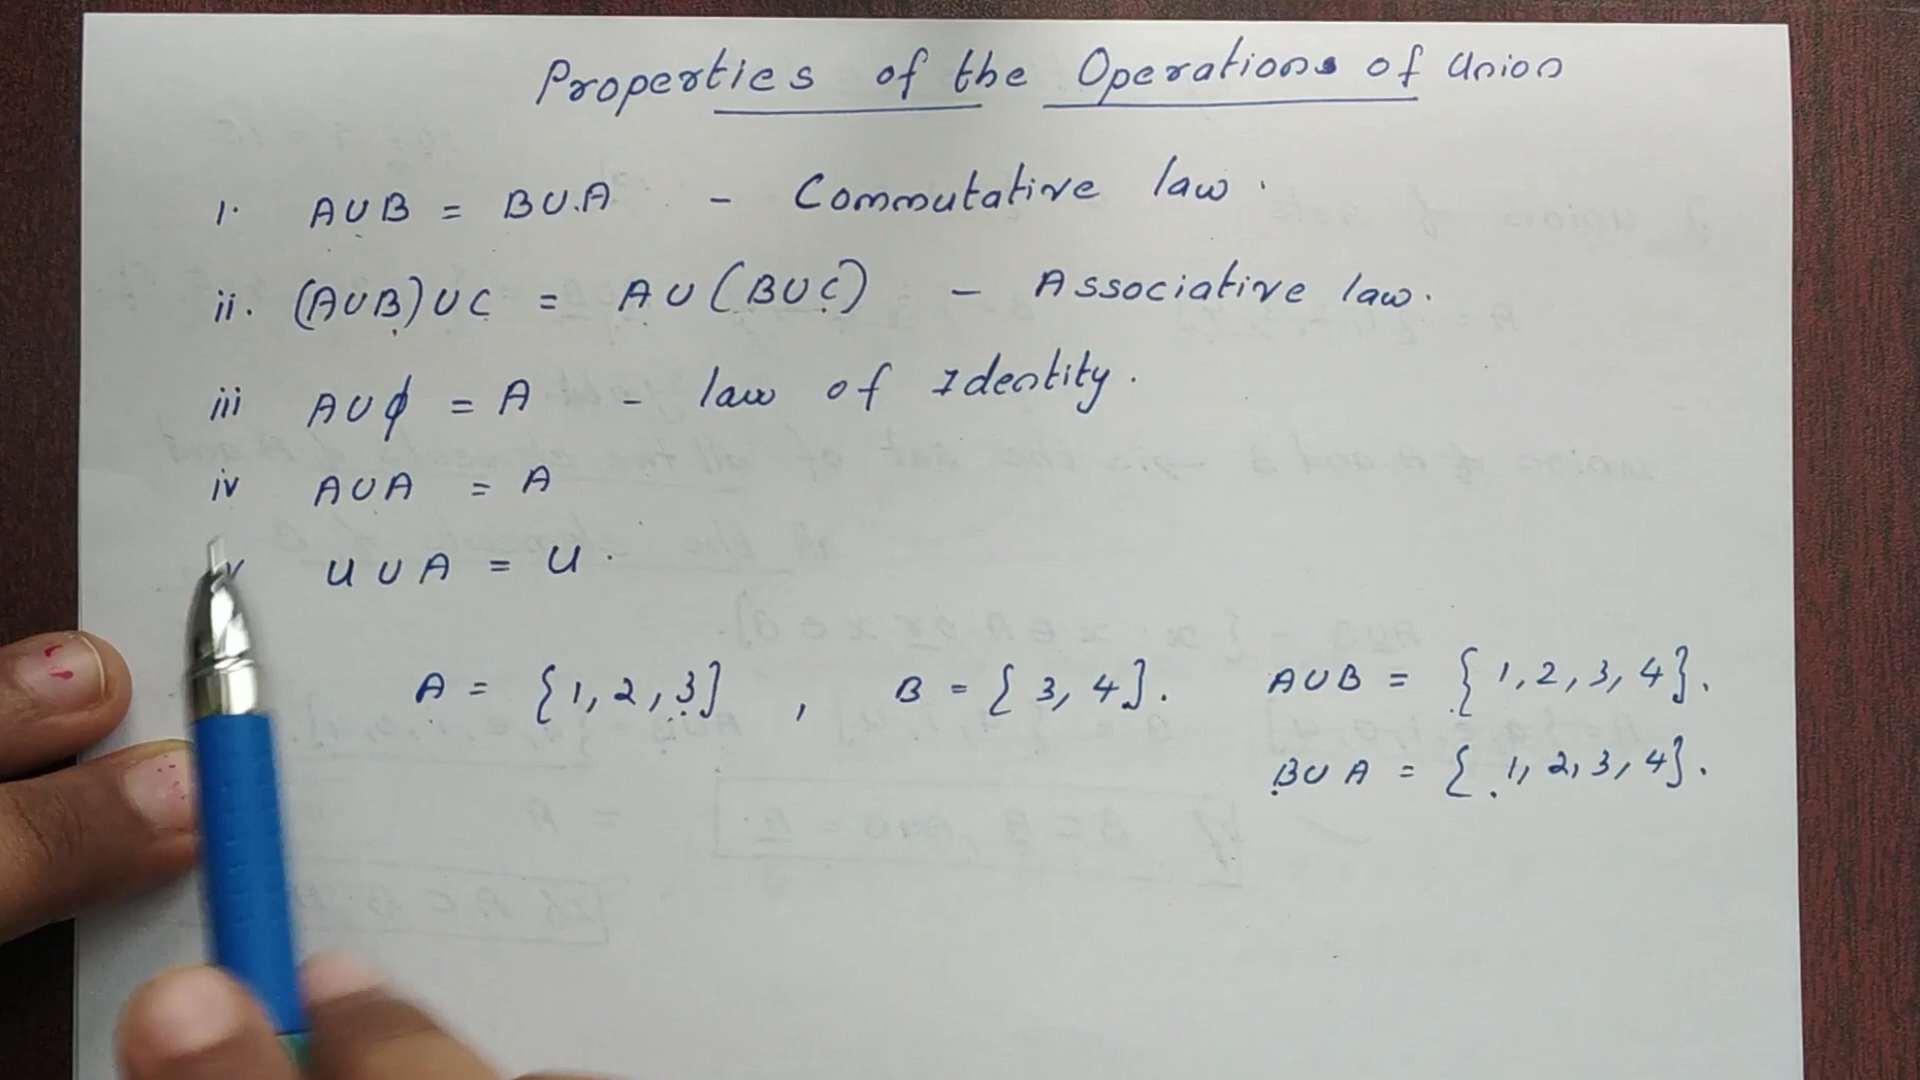 Properties of the Operations of Union
1. A∪B = B∪A - Commutative law.
ii. (A∪B)∪C = A∪(B∪C) - Associative law.
iii A∪ϕ = A - law of Identity.
iv A∪A = A
v U∪A = U.
A = {1,2,3} , B = {3,4}. A∪B = {1,2,3,4}.
B∪A = {1,2,3,4}.